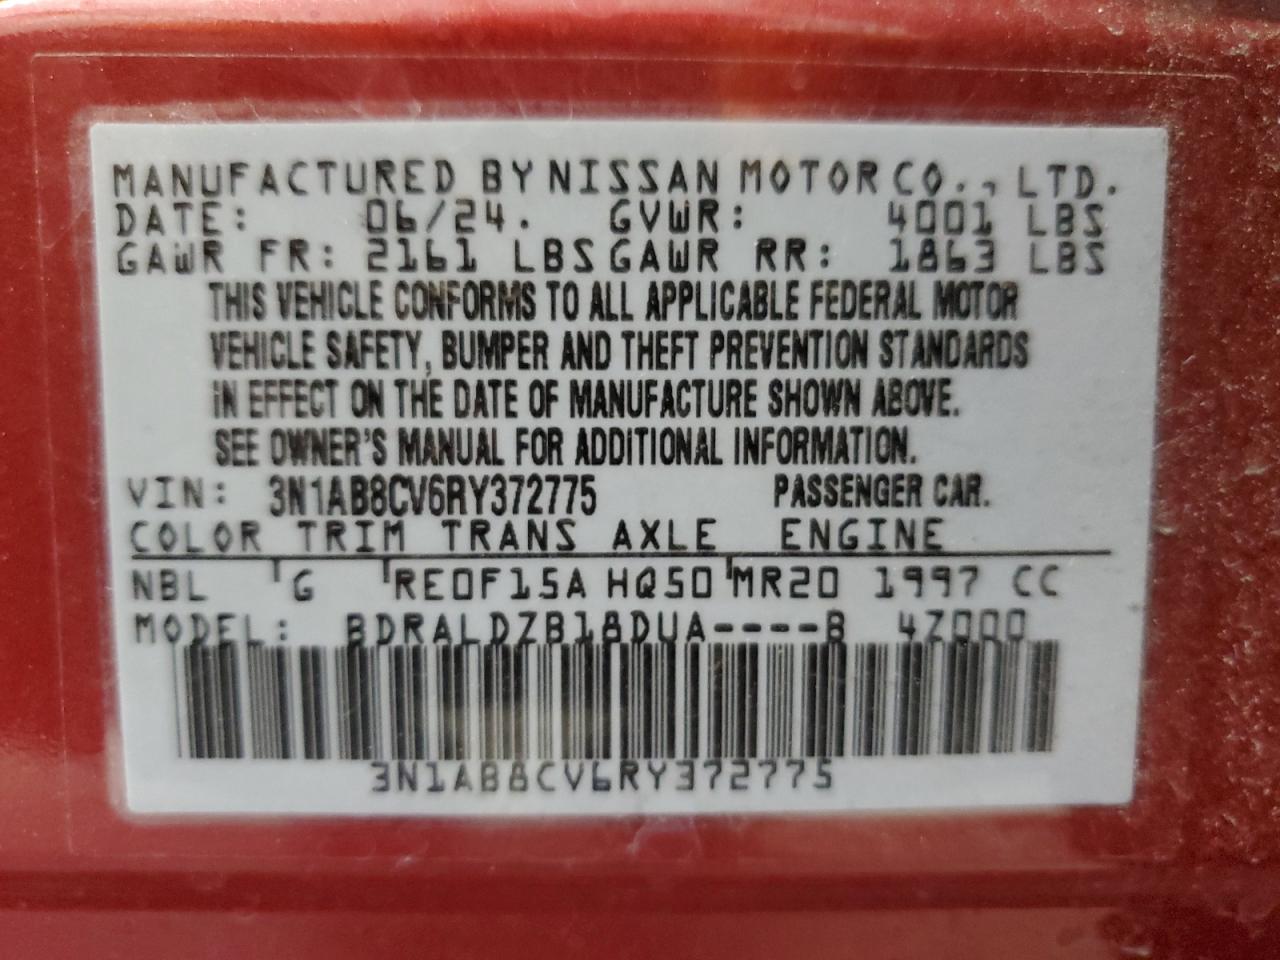 MANUFACTURED BY NISSAN MOTOR CO., LTD.
DATE: 06/24. GVWR: 4001 LBS
GAWR FR: 2161 LBS GAWR RR: 1863 LBS
THIS VEHICLE CONFORMS TO ALL APPLICABLE FEDERAL MOTOR
VEHICLE SAFETY, BUMPER AND THEFT PREVENTION STANDARDS
IN EFFECT ON THE DATE OF MANUFACTURE SHOWN ABOVE.
SEE OWNER'S MANUAL FOR ADDITIONAL INFORMATION.
VIN: 3N1AB8CV6RY372775 PASSENGER CAR.
COLOR TRIM TRANS AXLE ENGINE
NBL G RE0F15A HQ50 MR20 1997 CC
MODEL: BDRALDZB18DUA----B 4Z000
3N1AB8CV6RY372775